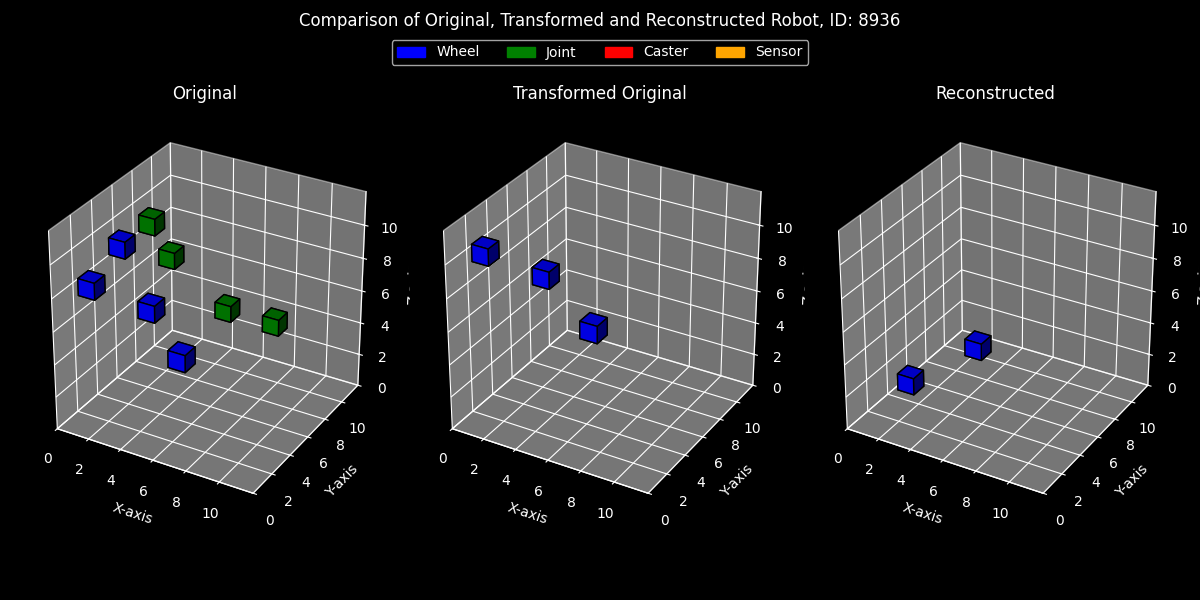 Comparison of Original, Transformed and Reconstructed Robot, ID: 8936
Wheel Joint Caster Sensor
Original Transformed Original Reconstructed
10 10 10
8 8 8
6 6 6
4 4 4
2 2 2
0 0 0
0 2 4 6 8 10 0 2 4 6 8 10 0 2 4 6 8 10
X-axis X-axis X-axis
0 2 4 6 8 10 0 2 4 6 8 10 0 2 4 6 8 10
Y-axis Y-axis Y-axis